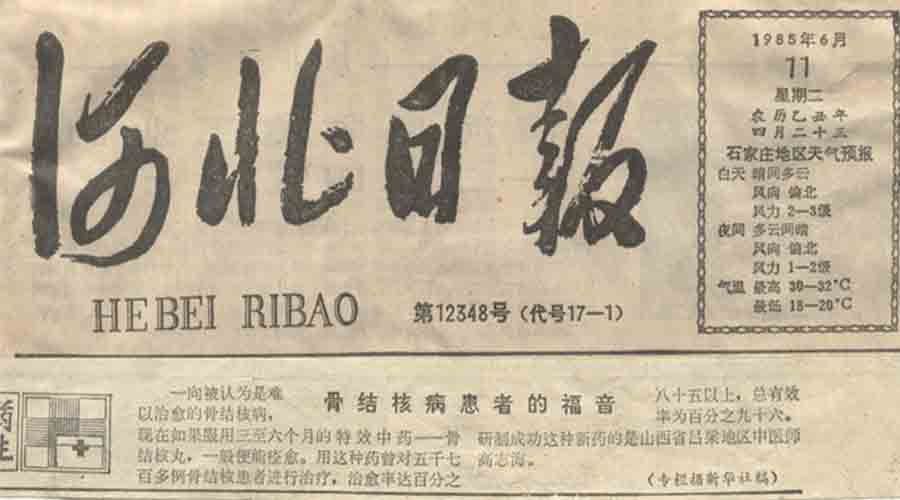 河北日报
HEBEI RIBAO
第12348号（代号17—1）
1985年6月
11
星期二
农历乙丑年
四月二十三
石家庄地区天气预报
白天 晴间多云
风向 偏北
风力 2—3级
夜间 多云间晴
风向 偏北
风力 1—2级
气温 最高 30—32℃
最低 18—20℃
骨结核病患者的福音
一向被认为是难
以治愈的骨结核病，
现在如果服用三至六个月的特效中药——骨
结核丸，一般便能痊愈。用这种药曾对五千七
百多例骨结核患者进行治疗，治愈率达百分之
八十五以上，总有效
率为百分之九十六。
研制成功这种新药的是山西省吕梁地区中医师
高志海。
（专栏据新华社稿）